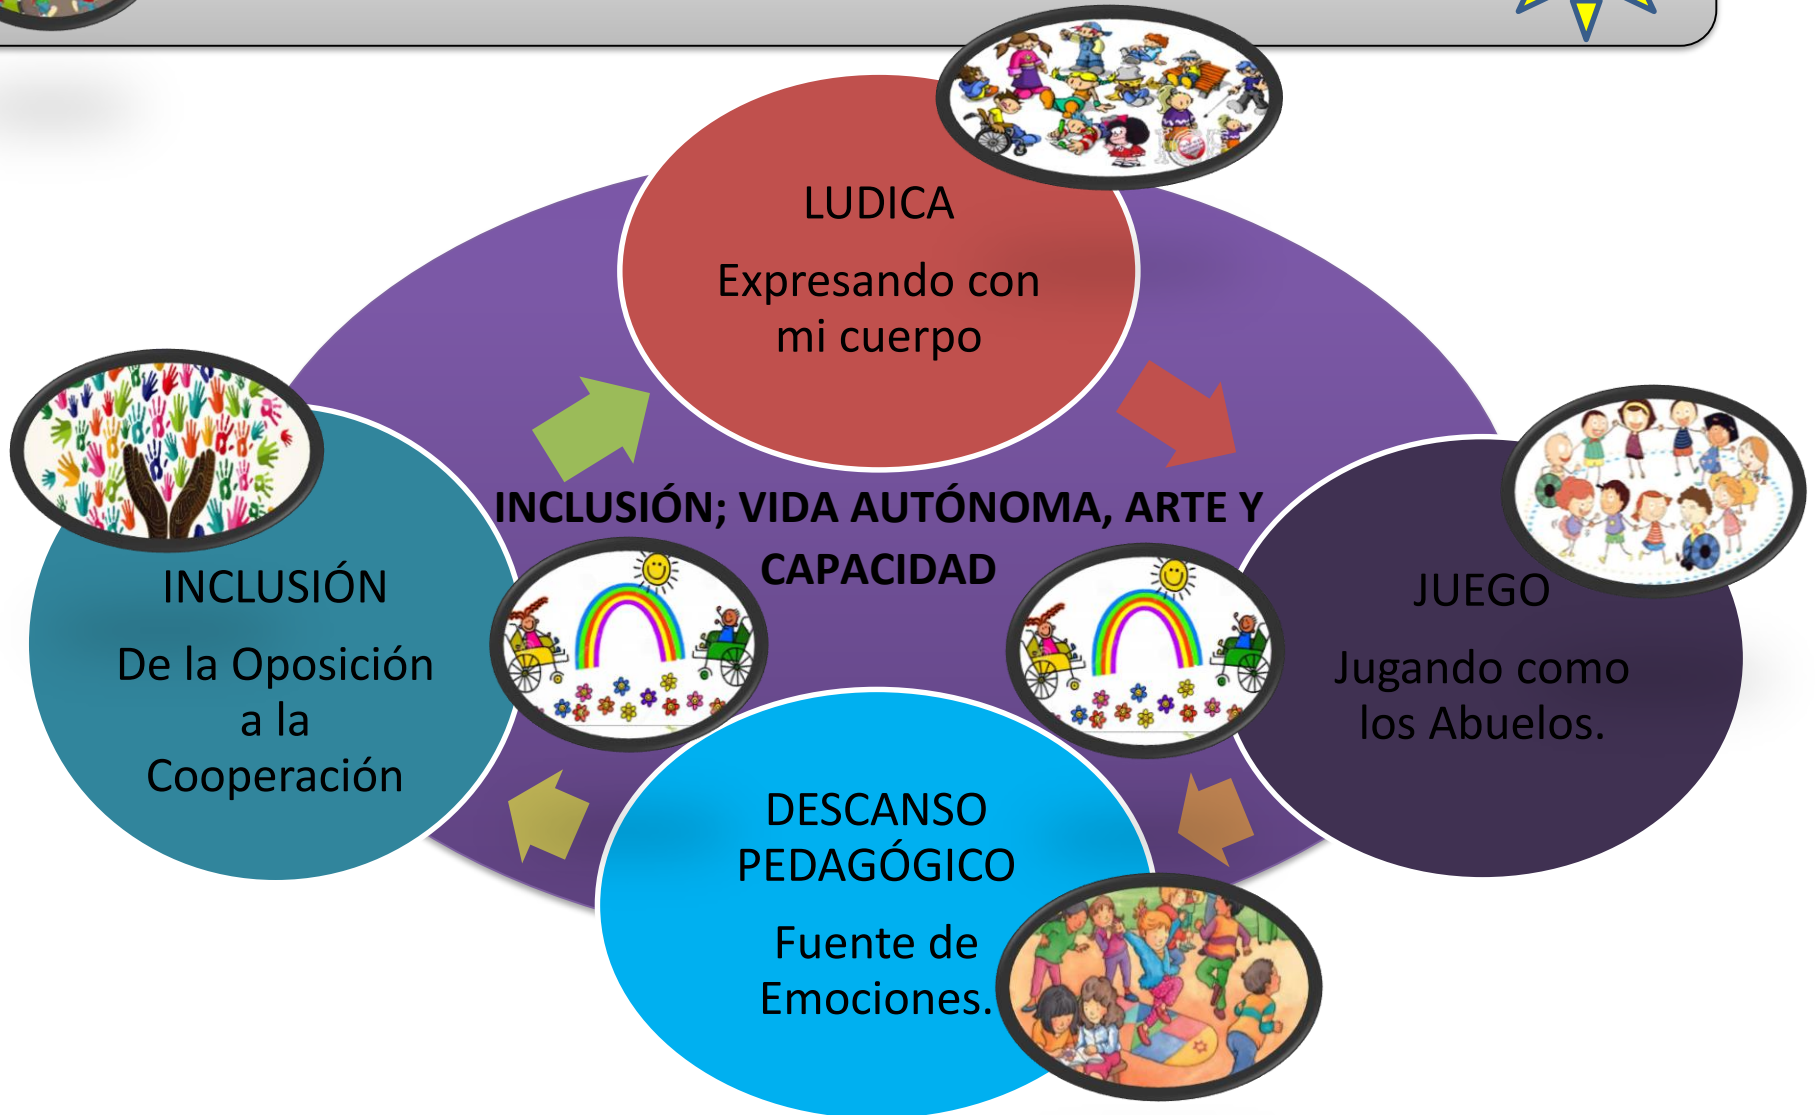 LUDICA
Expresando con
mi cuerpo
INCLUSIÓN; VIDA AUTÓNOMA, ARTE Y
CAPACIDAD
INCLUSIÓN
De la Oposición
a la
Cooperación
JUEGO
Jugando como
los Abuelos.
DESCANSO
PEDAGÓGICO
Fuente de
Emociones.